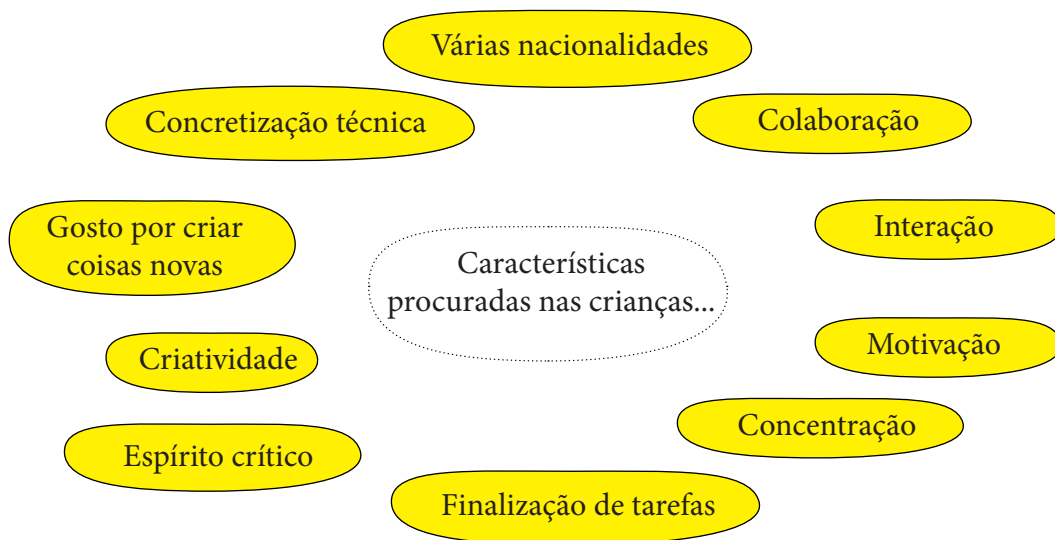 Várias nacionalidades
Concretização técnica
Colaboração
Gosto por criar
coisas novas
Interação
Características
procuradas nas crianças...
Criatividade
Motivação
Concentração
Espírito crítico
Finalização de tarefas